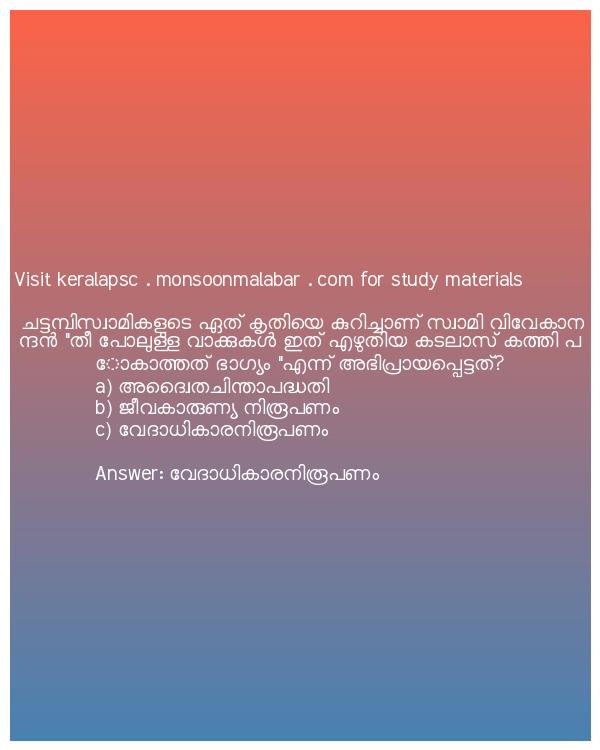 Visit keralapsc . monsoonmalabar . com for study materials
ചട്ടമ്പിസ്വാമികളുടെ ഏത് കൃതിയെ കുറിച്ചാണ് സ്വാമി വിവേകാന
ന്ദൻ "തീ പോലുള്ള വാക്കുകൾ ഇത് എഴുതിയ കടലാസ് കത്തി പ
ോകാത്തത് ഭാഗ്യം "എന്ന് അഭിപ്രായപ്പെട്ടത്?
a) അദ്വൈതചിന്താപദ്ധതി
b) ജീവകാരുണ്യ നിരൂപണം
c) വേദാധികാരനിരൂപണം
Answer: വേദാധികാരനിരൂപണം